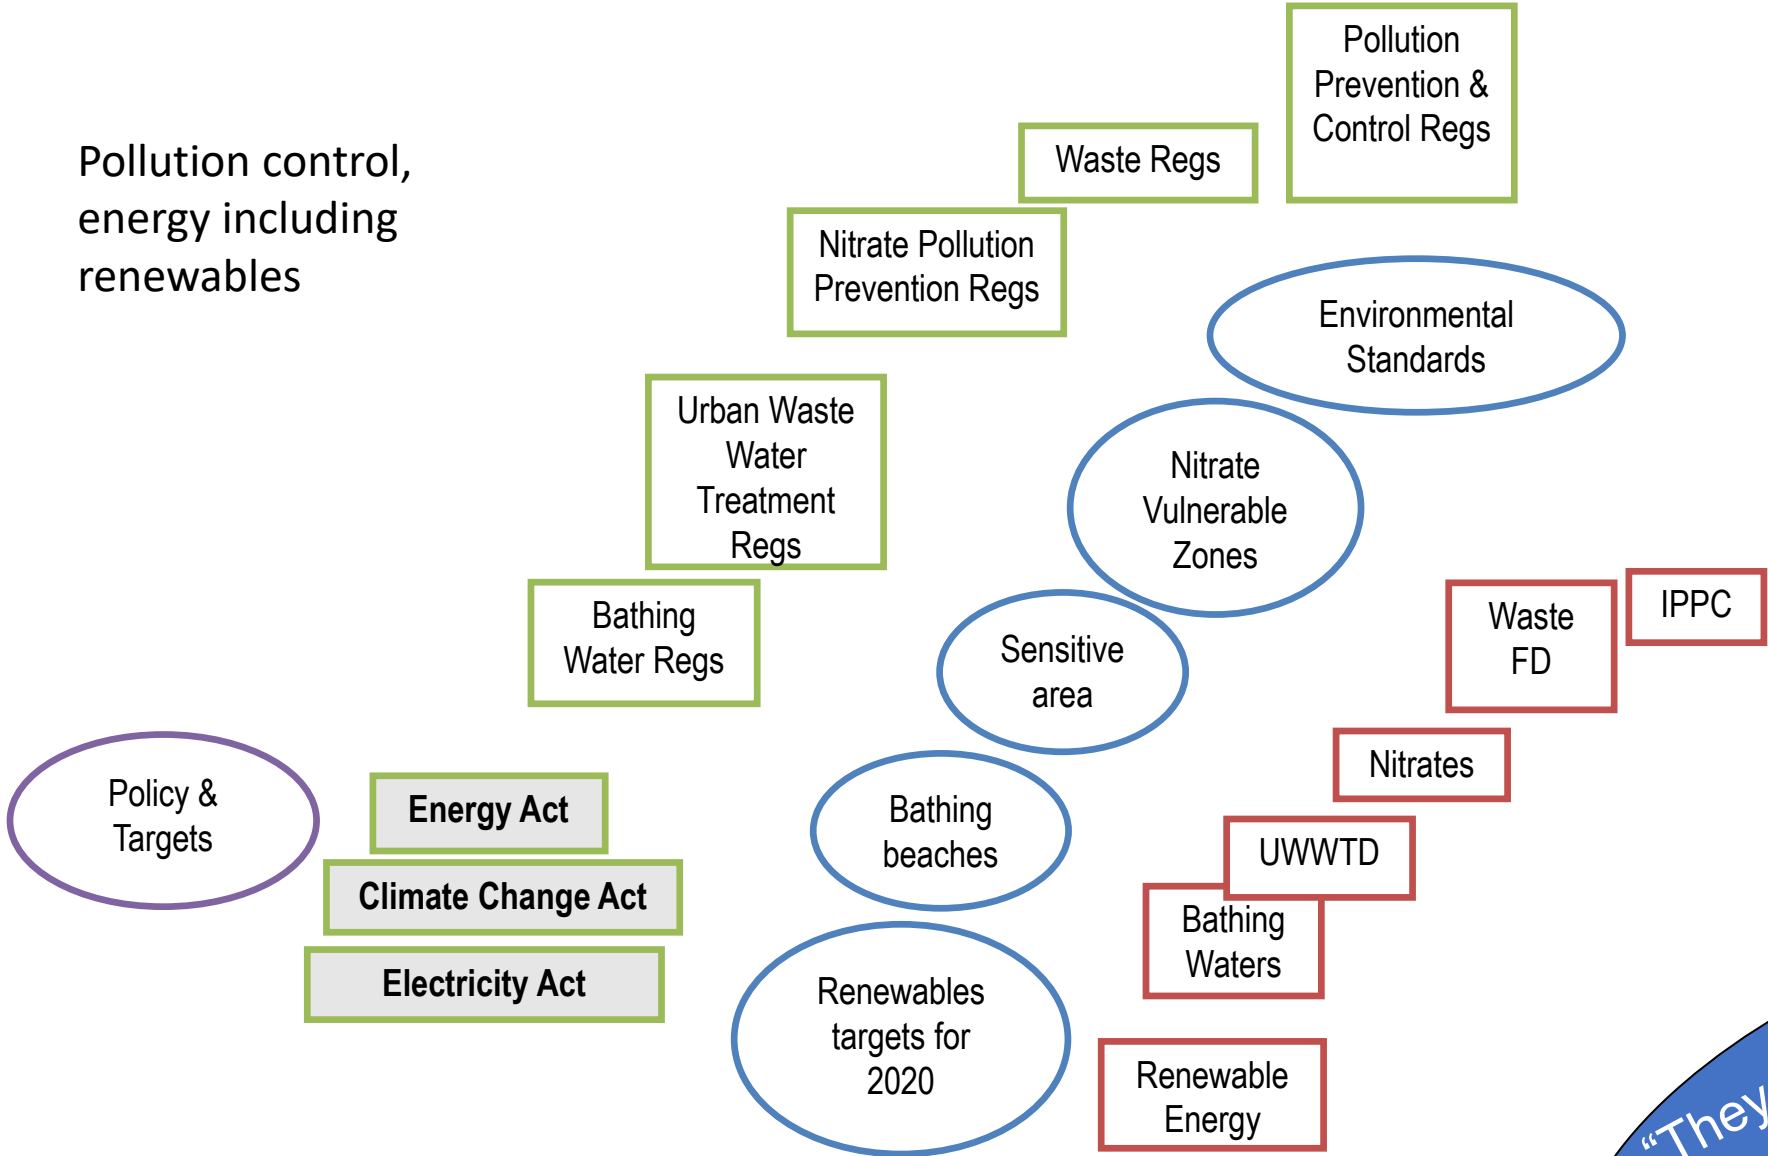 Pollution control,
energy including
renewables
Pollution
Prevention &
Control Regs
Waste Regs
Nitrate Pollution
Prevention Regs
Environmental
Standards
Urban Waste
Water
Treatment
Regs
Nitrate
Vulnerable
Zones
Bathing
Water Regs
Sensitive
area
Waste
FD
IPPC
Policy &
Targets
Energy Act
Climate Change Act
Electricity Act
Bathing
beaches
Nitrates
UWWTD
Bathing
Waters
Renewables
targets for
2020
Renewable
Energy
“They